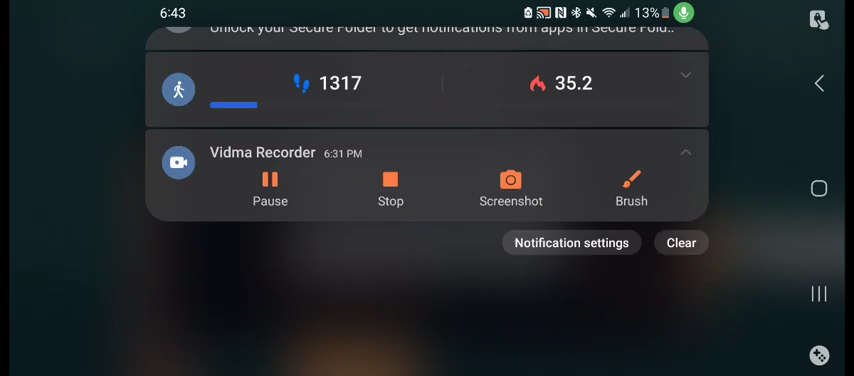 6:43
13%
Unlock your Secure Folder to get notifications from apps in Secure Fold..
1317
35.2
Vidma Recorder 6:31 PM
Pause
Stop
Screenshot
Brush
Notification settings
Clear